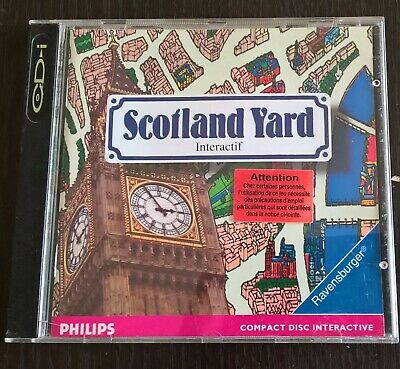 CD-i
Scotland Yard
Interactif
Attention
Chez certaines personnes,
l'utilisation de ce jeu nécessite
des précautions d'emploi
particulières qui sont détaillées
dans la notice ci-jointe.
Ravensburger®
PHILIPS
COMPACT DISC INTERACTIVE